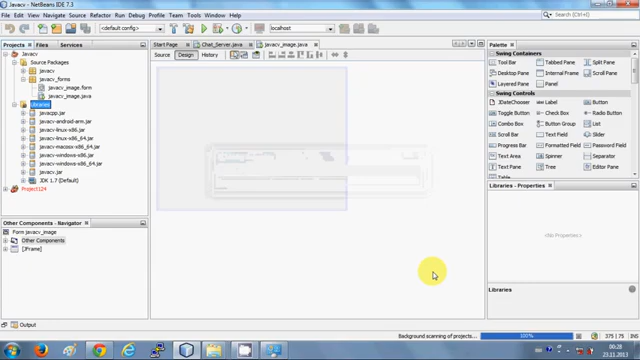 Javacv - NetBeans IDE 7.3
File Edit View Navigate Source Refactor Run Debug Profile Team Tools Window Help
Search (Ctrl+I)
<default config>
localhost
Projects
Files
Services
Start Page
Chat_Server.java
javacv_image.java
Source
Design
History
Javacv
Source Packages
javacv
javacv_forms
javacv_image.form
javacv_image.java
Libraries
javacpp.jar
javacv-android-arm.jar
javacv-linux-x86.jar
javacv-linux-x86_64.jar
javacv-macosx-x86_64.jar
javacv-windows-x86.jar
javacv-windows-x86_64.jar
javacv.jar
JDK 1.7 (Default)
Project124
Other Components - Navigator
Form javacv_image
Other Components
[JFrame]
Palette
Swing Containers
Tool Bar
Tabbed Pane
Split Pane
Desktop Pane
Internal Frame
Scroll Pane
Layered Pane
Panel
Swing Controls
JDateChooser
Label
Button
Toggle Button
Check Box
Radio Button
Combo Box
Button Group
List
Scroll Bar
Text Field
Slider
Progress Bar
Formatted Field
Password Field
Text Area
Spinner
Separator
Text Pane
Tree
Editor Pane
Table
Libraries - Properties
<No Properties>
Libraries
Output
Background scanning of projects...
100%
375 | 75
INS
00:28
23.11.2013